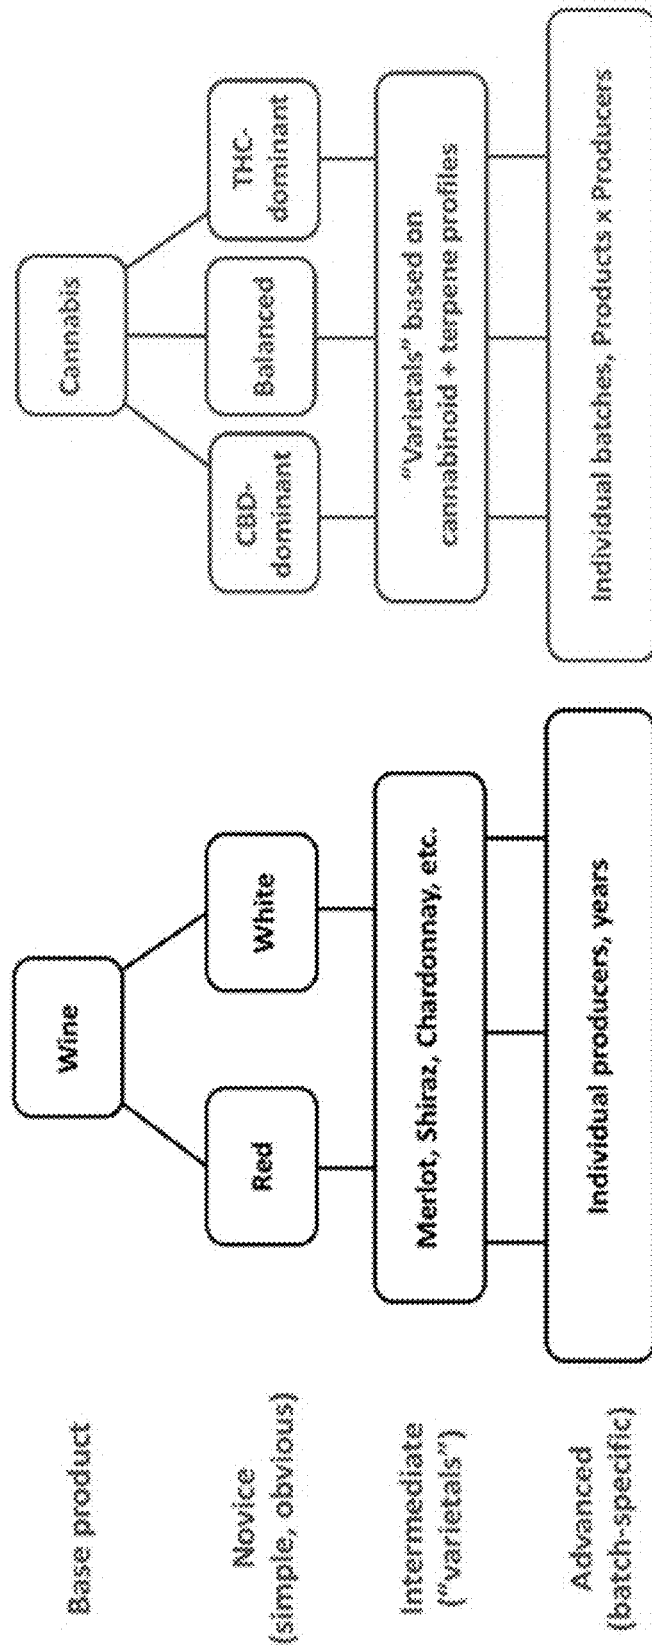 Base product
Novice
(simple, obvious)
Intermediate
("varietals")
Advanced
(batch-specific)
Wine
Red
White
Merlot, Shiraz, Chardonnay, etc.
Individual producers, years
Cannabis
CBD-
dominant
Balanced
THC-
dominant
"Varietals" based on
cannabinoid + terpene profiles
Individual batches, Products x Producers